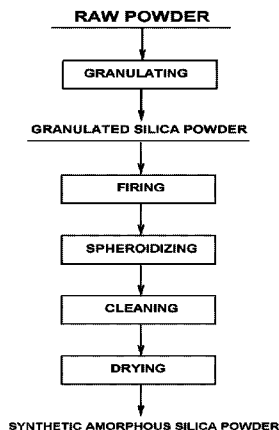 RAW POWDER
GRANULATING
GRANULATED SILICA POWDER
FIRING
SPHEROIDIZING
CLEANING
DRYING
SYNTHETIC AMORPHOUS SILICA POWDER